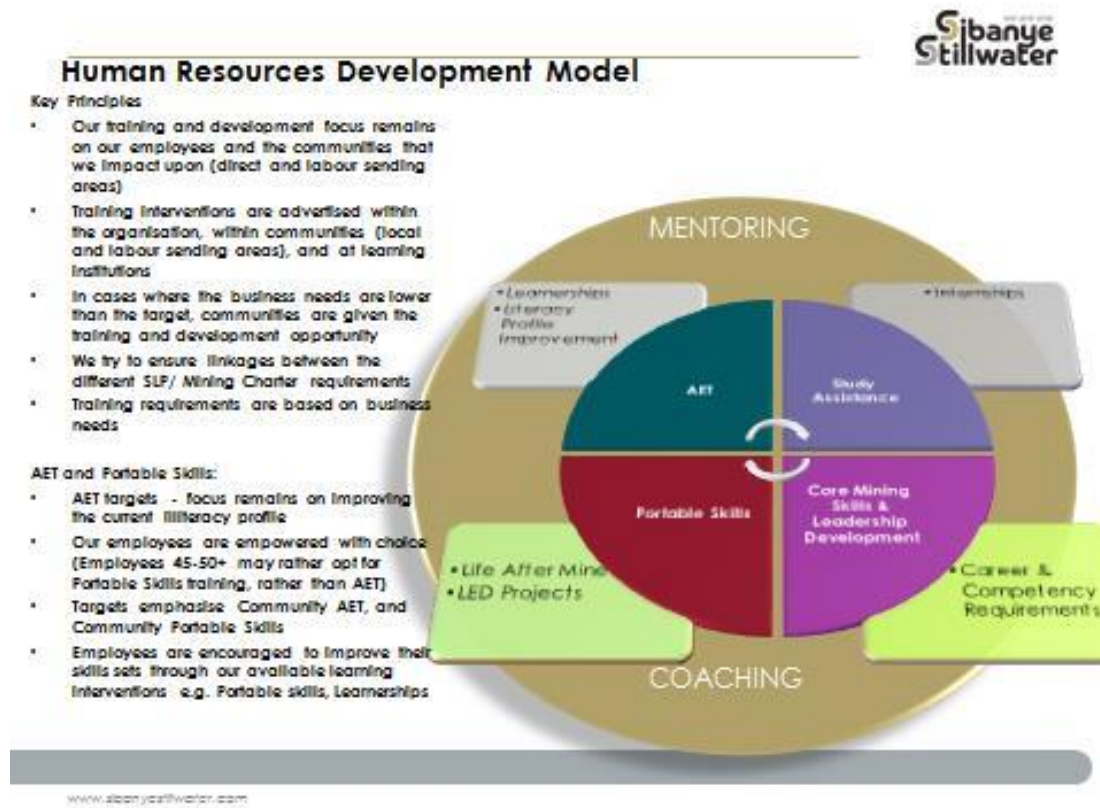 Sibanye
Stillwater
Human Resources Development Model
Key Principles
• Our training and development focus remains
on our employees and the communities that
we impact upon (direct and labour sending
areas)
• Training interventions are advertised within
the organisation, within communities (local
and labour sending areas), and at learning
institutions
• In cases where the business needs are lower
than the target, communities are given the
training and development opportunity
• We try to ensure linkages between the
different SLP/ Mining Charter requirements
• Training requirements are based on business
needs
AET and Portable Skills:
• AET targets - focus remains on improving
the current illiteracy profile
• Our employees are empowered with choice
(Employees 45-50+ may rather opt for
Portable Skills training, rather than AET)
• Targets emphasise Community AET, and
Community Portable Skills
• Employees are encouraged to improve their
skills sets through our available learning
interventions e.g. Portable skills, Learnerships
MENTORING
• Learnerships
• Literacy
Profile
Improvement
• Internships
AET
Study
Assistance
Portable Skills
Core Mining
Skills &
Leadership
Development
• Life After Mine
• LED Projects
• Career &
Competency
Requirements
COACHING
www.sibanyestillwater.com